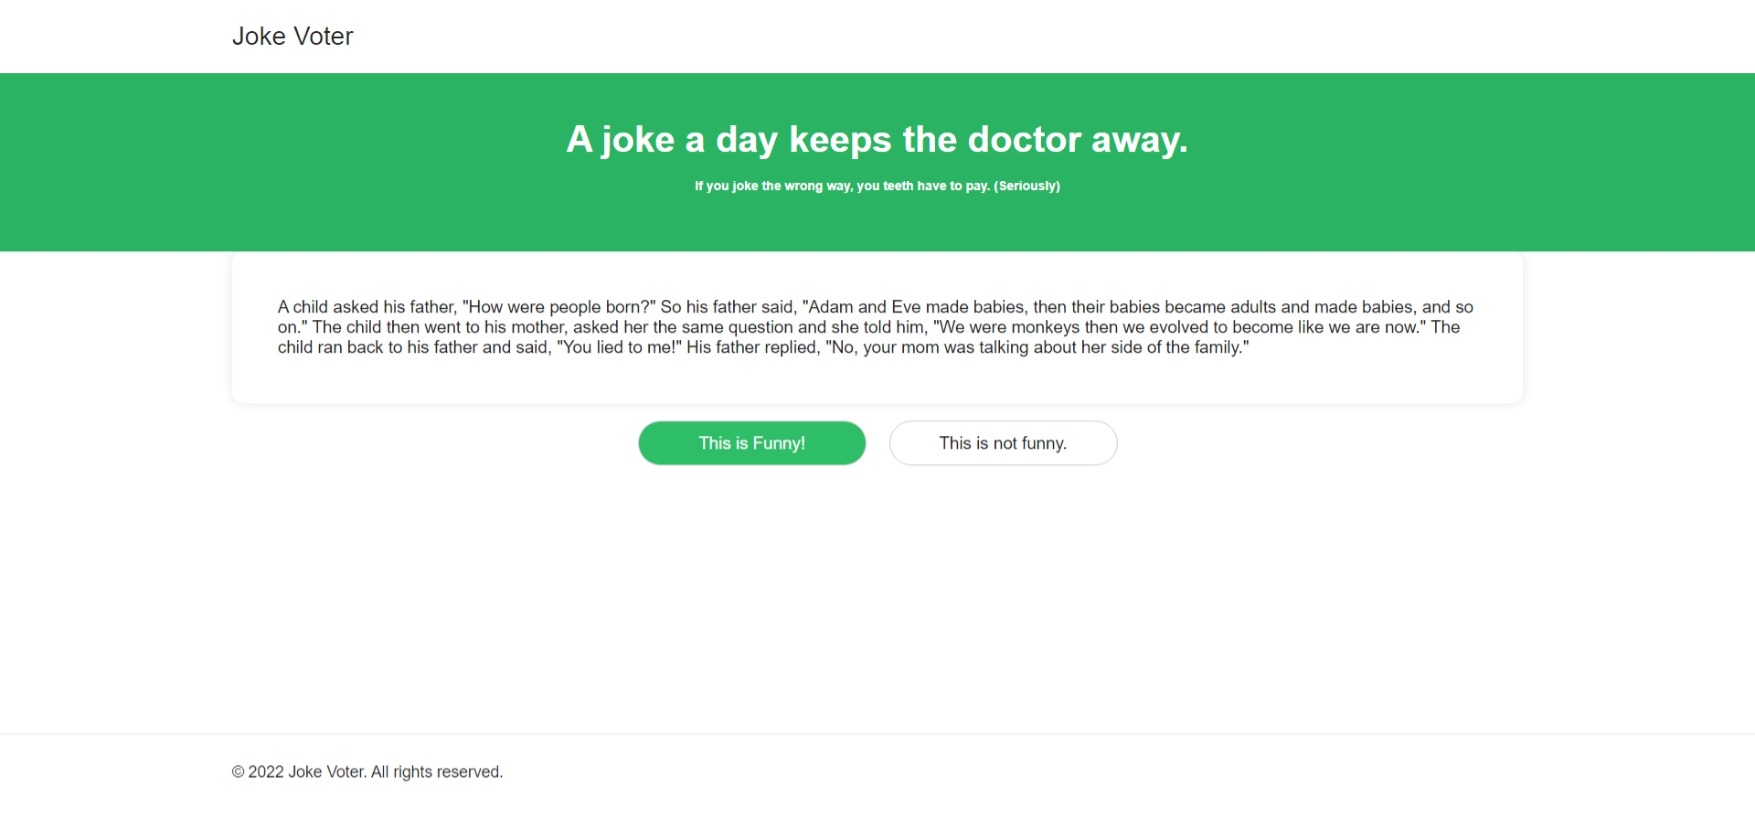 Joke Voter
A joke a day keeps the doctor away.
If you joke the wrong way, you teeth have to pay. (Seriously)
A child asked his father, "How were people born?" So his father said, "Adam and Eve made babies, then their babies became adults and made babies, and so
on." The child then went to his mother, asked her the same question and she told him, "We were monkeys then we evolved to become like we are now." The
child ran back to his father and said, "You lied to me!" His father replied, "No, your mom was talking about her side of the family."
This is Funny!
This is not funny.
© 2022 Joke Voter. All rights reserved.